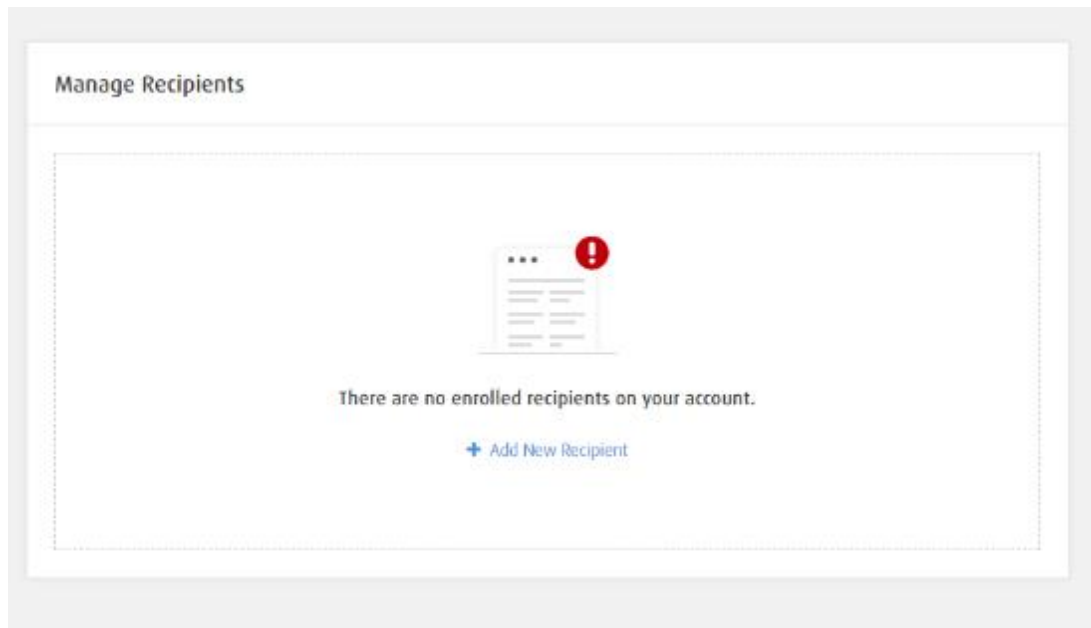 Manage Recipients
There are no enrolled recipients on your account.
+ Add New Recipient